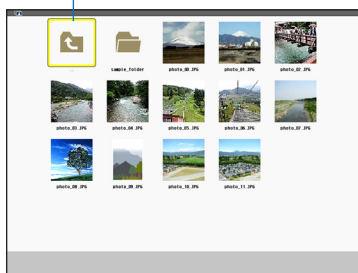 ..
sample_folder photo_00.JPG photo_01.JPG photo_02.JPG
photo_03.JPG photo_04.JPG photo_05.JPG photo_06.JPG photo_07.JPG
photo_08.JPG photo_09.JPG photo_10.JPG photo_11.JPG